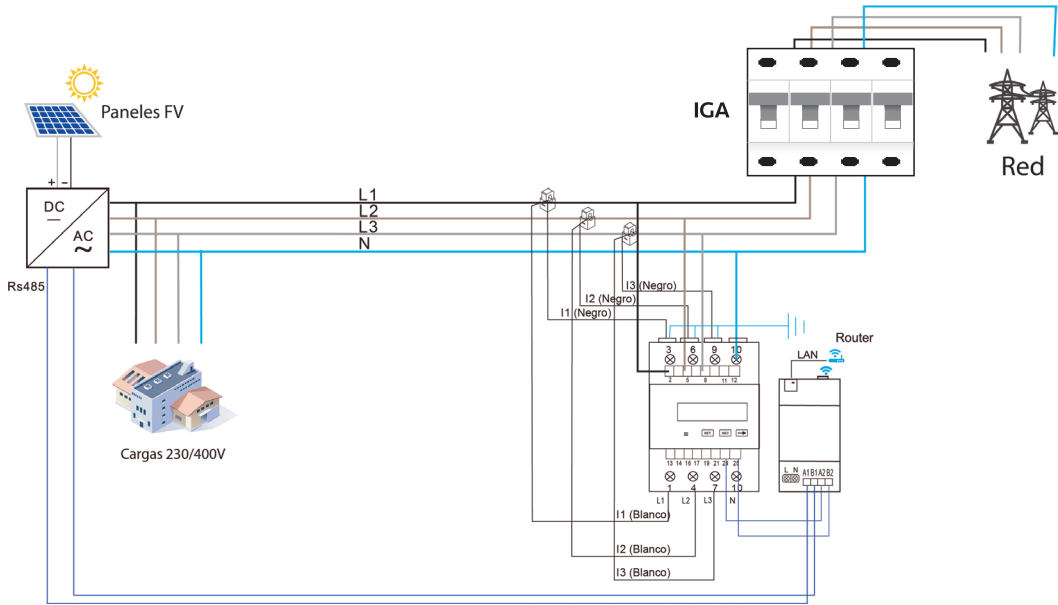 Paneles FV
IGA
Red
+ –
DC
AC
Rs485
L1
L2
L3
N
I3 (Negro)
I2 (Negro)
I1 (Negro)
3 6 9 10
2 5 8 11 12
Router
LAN
Cargas 230/400V
13 14 16 17 19 21 24 25
1 4 7 10
L1 L2 L3 N
L N
A1 B1 A2 B2
I1 (Blanco)
I2 (Blanco)
I3 (Blanco)